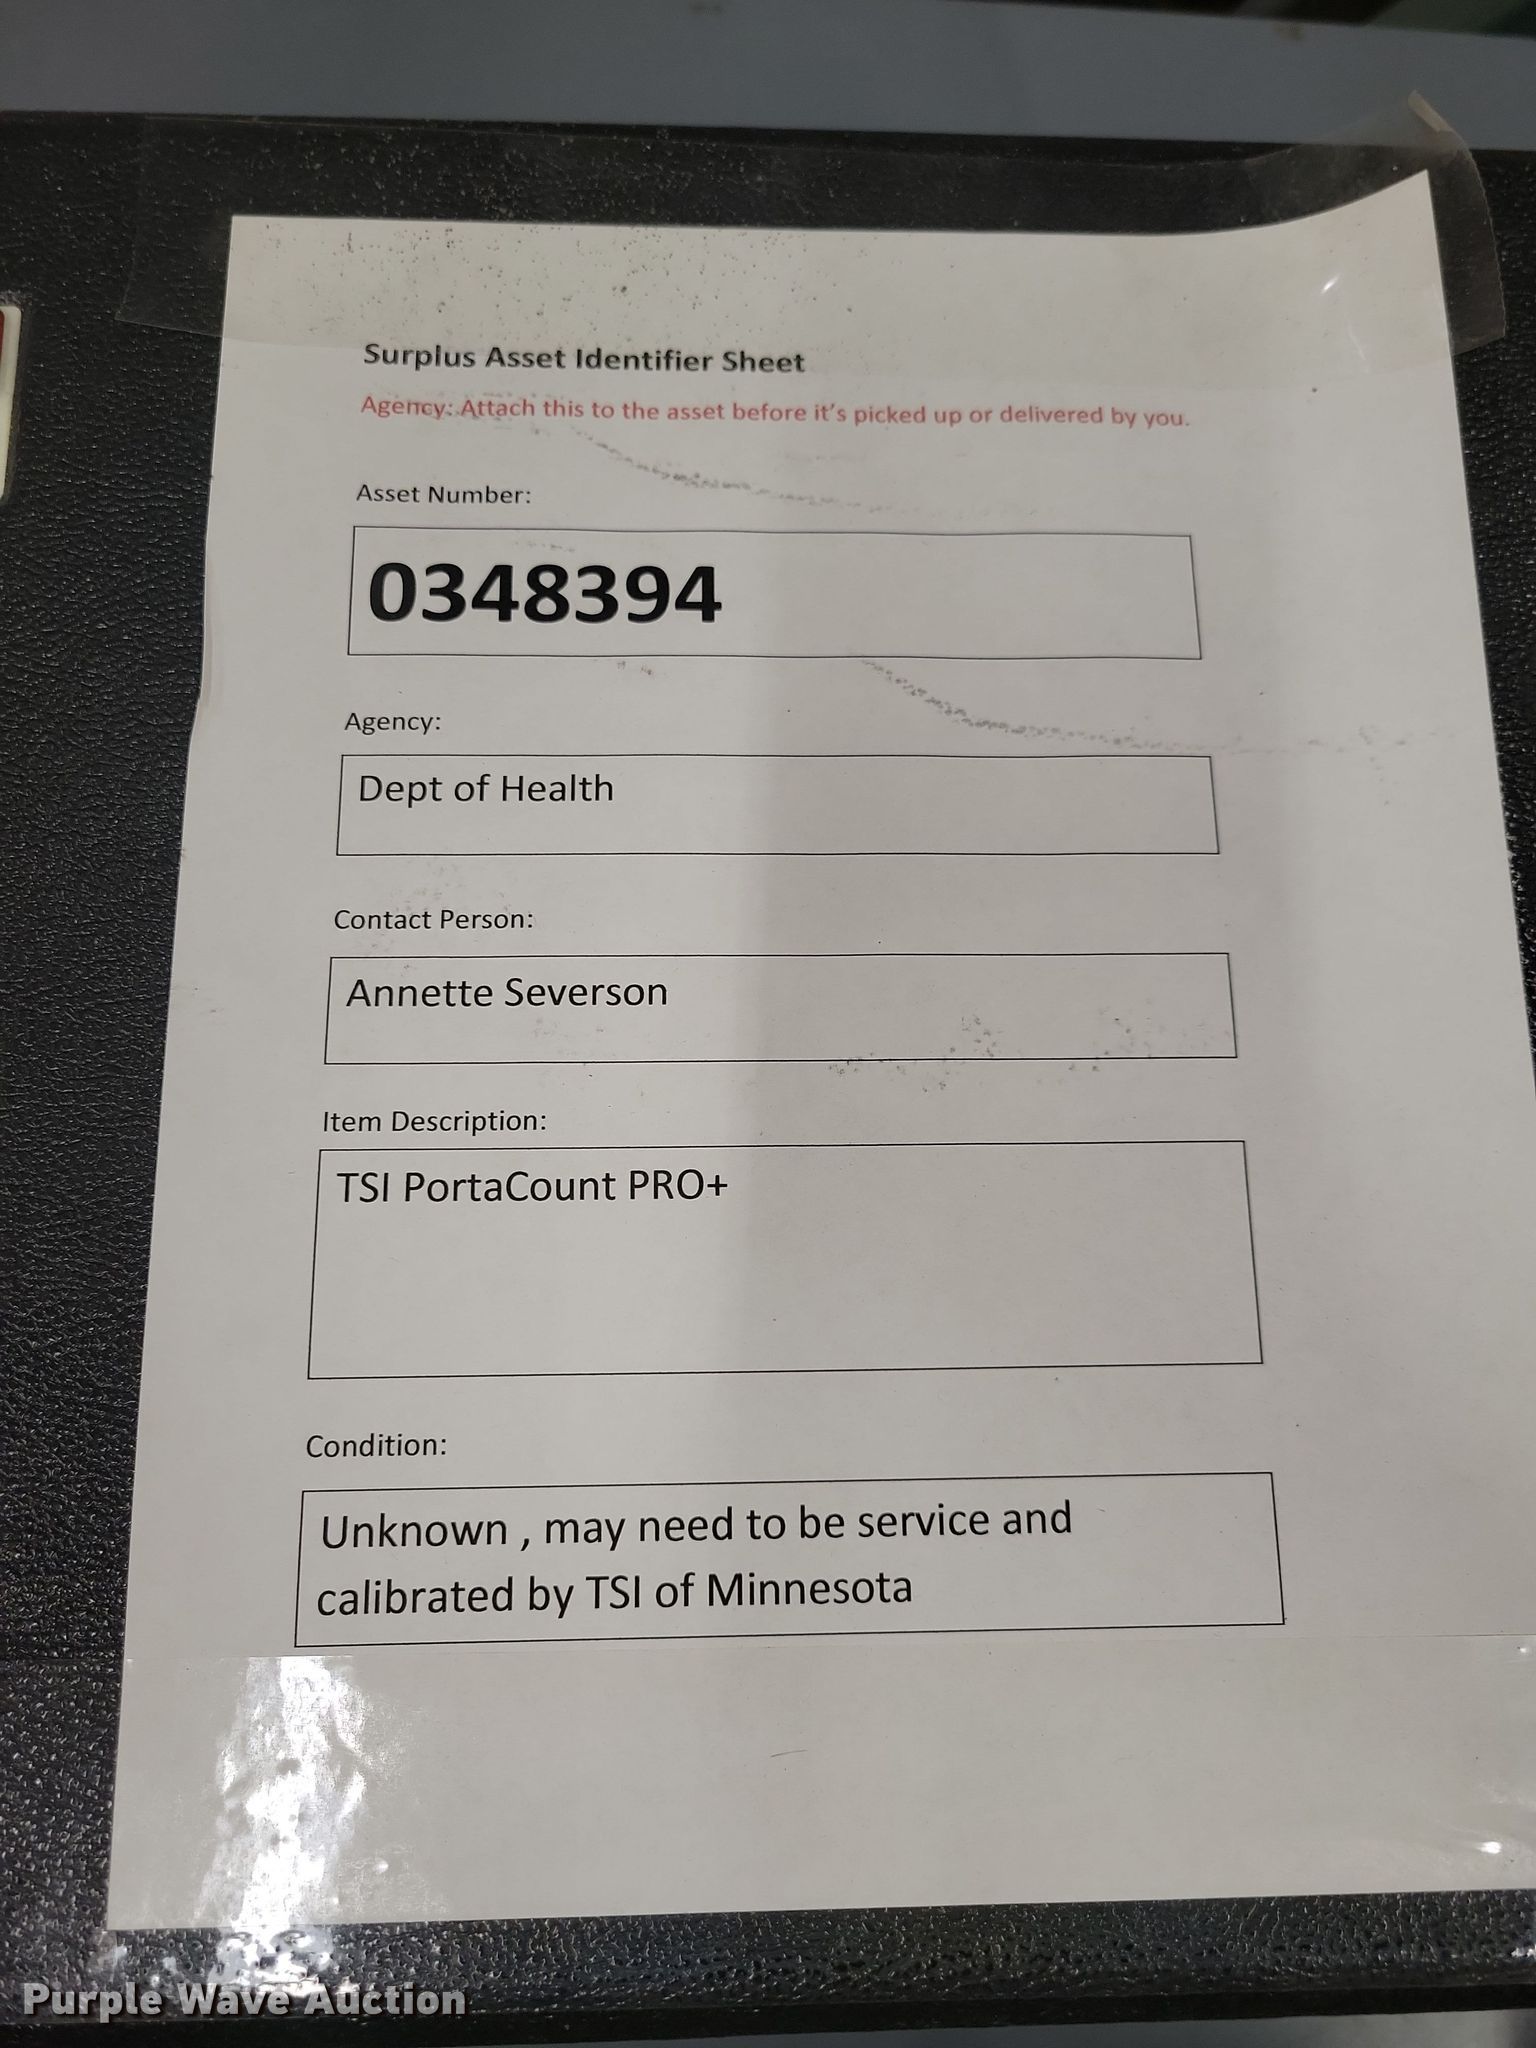 Surplus Asset Identifier Sheet
Agency: Attach this to the asset before it's picked up or delivered by you.
Asset Number:
0348394
Agency:
Dept of Health
Contact Person:
Annette Severson
Item Description:
TSI PortaCount PRO+
Condition:
Unknown , may need to be service and
calibrated by TSI of Minnesota
Purple Wave Auction